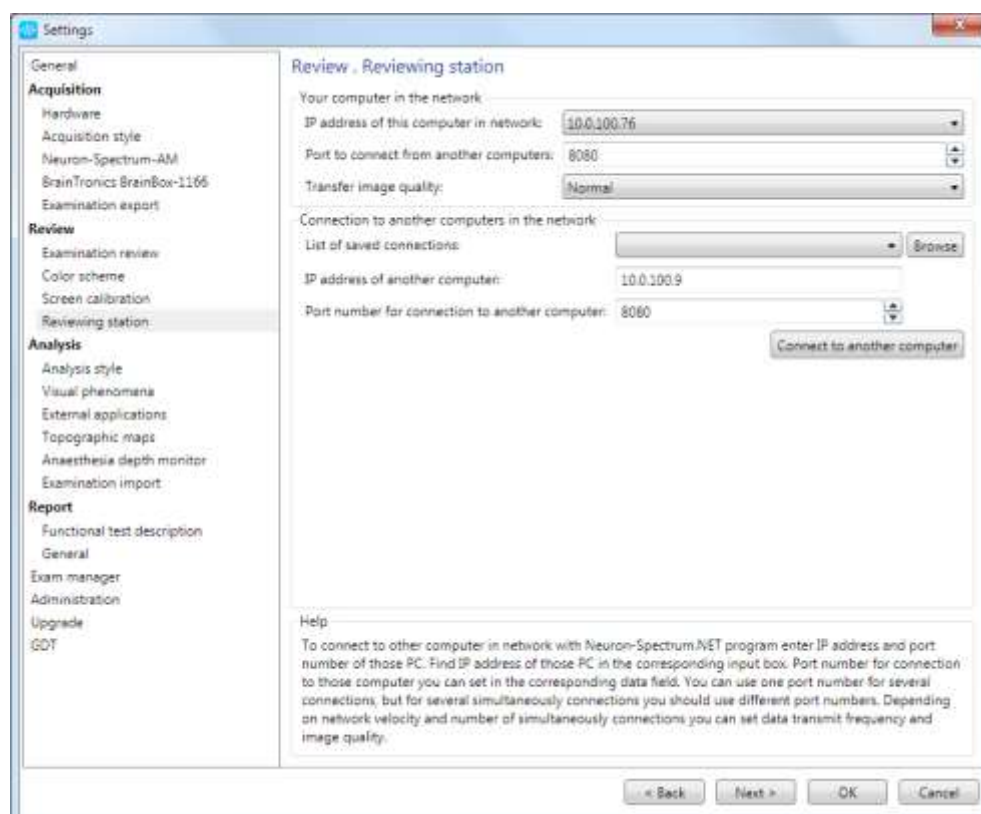 Settings
General
Acquisition
Hardware
Acquisition style
Neuron-Spectrum-AM
BrainTronics BrainBox-1166
Examination export
Review
Examination review
Color scheme
Screen calibration
Reviewing station
Analysis
Analysis style
Visual phenomena
External applications
Topographic maps
Anaesthesia depth monitor
Examination import
Report
Functional test description
General
Exam manager
Administration
Upgrade
GDT
Review . Reviewing station
Your computer in the network
IP address of this computer in network: 10.0.100.76
Port to connect from another computers: 8080
Transfer image quality: Normal
Connection to another computers in the network
List of saved connections: Browse
IP address of another computer: 10.0.100.9
Port number for connection to another computer: 8080
Connect to another computer
Help
To connect to other computer in network with Neuron-Spectrum.NET program enter IP address and port
number of those PC. Find IP address of those PC in the corresponding input box. Port number for connection
to those computer you can set in the corresponding data field. You can use one port number for several
connections, but for several simultaneously connections you should use different port numbers. Depending
on network velocity and number of simultaneously connections you can set data transmit frequency and
image quality.
< Back Next > OK Cancel